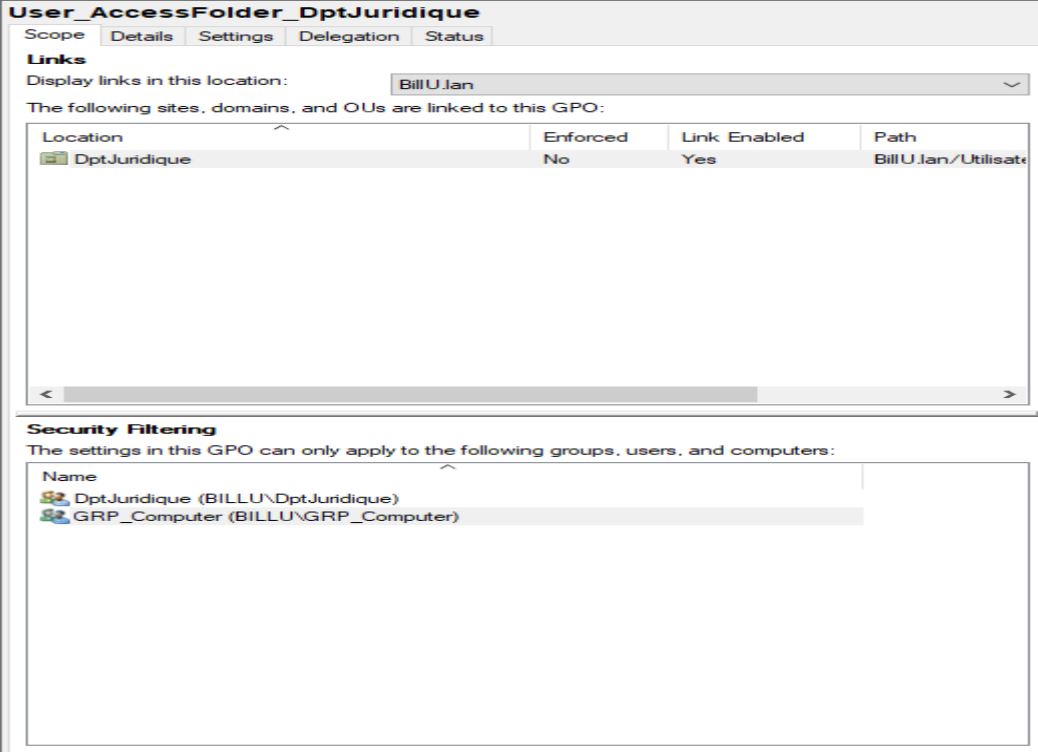 User_AccessFolder_DptJuridique
Scope Details Settings Delegation Status
Links
Display links in this location: BillU.lan
The following sites, domains, and OUs are linked to this GPO:
Location Enforced Link Enabled Path
DptJuridique No Yes BillU.lan/Utilisate
Security Filtering
The settings in this GPO can only apply to the following groups, users, and computers:
Name
DptJuridique (BILLU\DptJuridique)
GRP_Computer (BILLU\GRP_Computer)